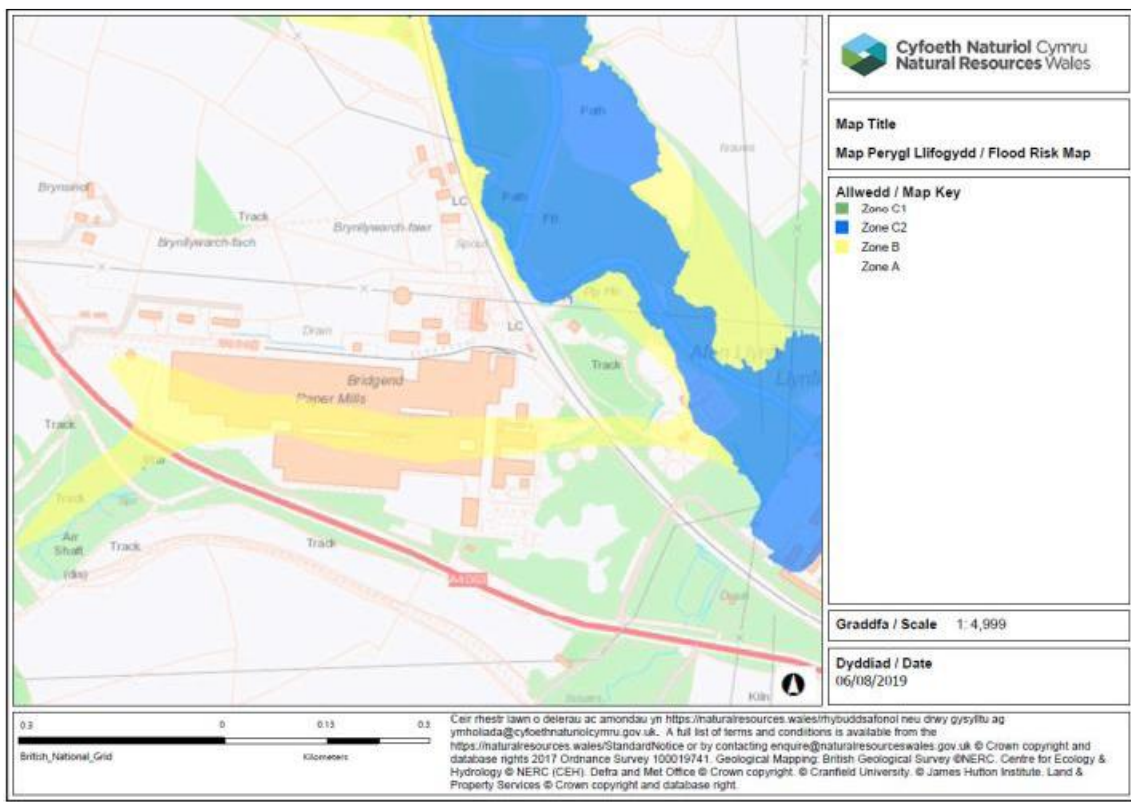 Cyfoeth Naturiol Cymru
Natural Resources Wales
Map Title
Map Perygl Llifogydd / Flood Risk Map
Allwedd / Map Key
Zone C1
Zone C2
Zone B
Zone A
Graddfa / Scale 1: 4,999
Dyddiad / Date
06/08/2019
Path
Issues
Brynsinol
Path
LC
Track
FB
Brynllywarch-fawr
Spout
Brynllywarch-fach
Drain
LC
Track
Bridgend
Paper Mills
Track
Track
Spr
Air
Shaft
(dis)
Track
Track
A4063
Issues
Kiln
0.3 0 0.15 0.3
British_National_Grid
Kilometers
Ceir rhestr lawn o delerau ac amondau yn https://naturalresources.wales/rhybuddsafonol neu drwy gysylltu ag
ymholiada@cyfoethnaturiolcymru.gov.uk. A full list of terms and conditions is available from the
https://naturalresources.wales/StandardNotice or by contacting enquire@naturalresourceswales.gov.uk © Crown copyright and
database rights 2017 Ordnance Survey 100019741. Geological Mapping: British Geological Survey ©NERC. Centre for Ecology &
Hydrology © NERC (CEH). Defra and Met Office © Crown copyright. © Cranfield University. © James Hutton Institute. Land &
Property Services © Crown copyright and database right.